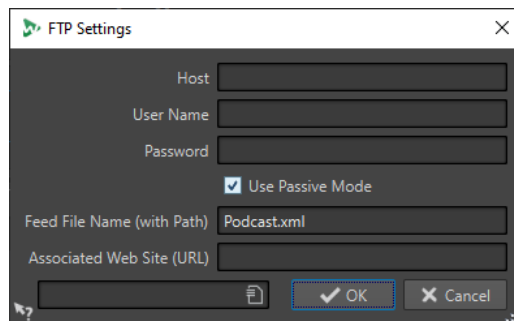 FTP Settings
Host
User Name
Password
Use Passive Mode
Feed File Name (with Path) Podcast.xml
Associated Web Site (URL)
OK Cancel